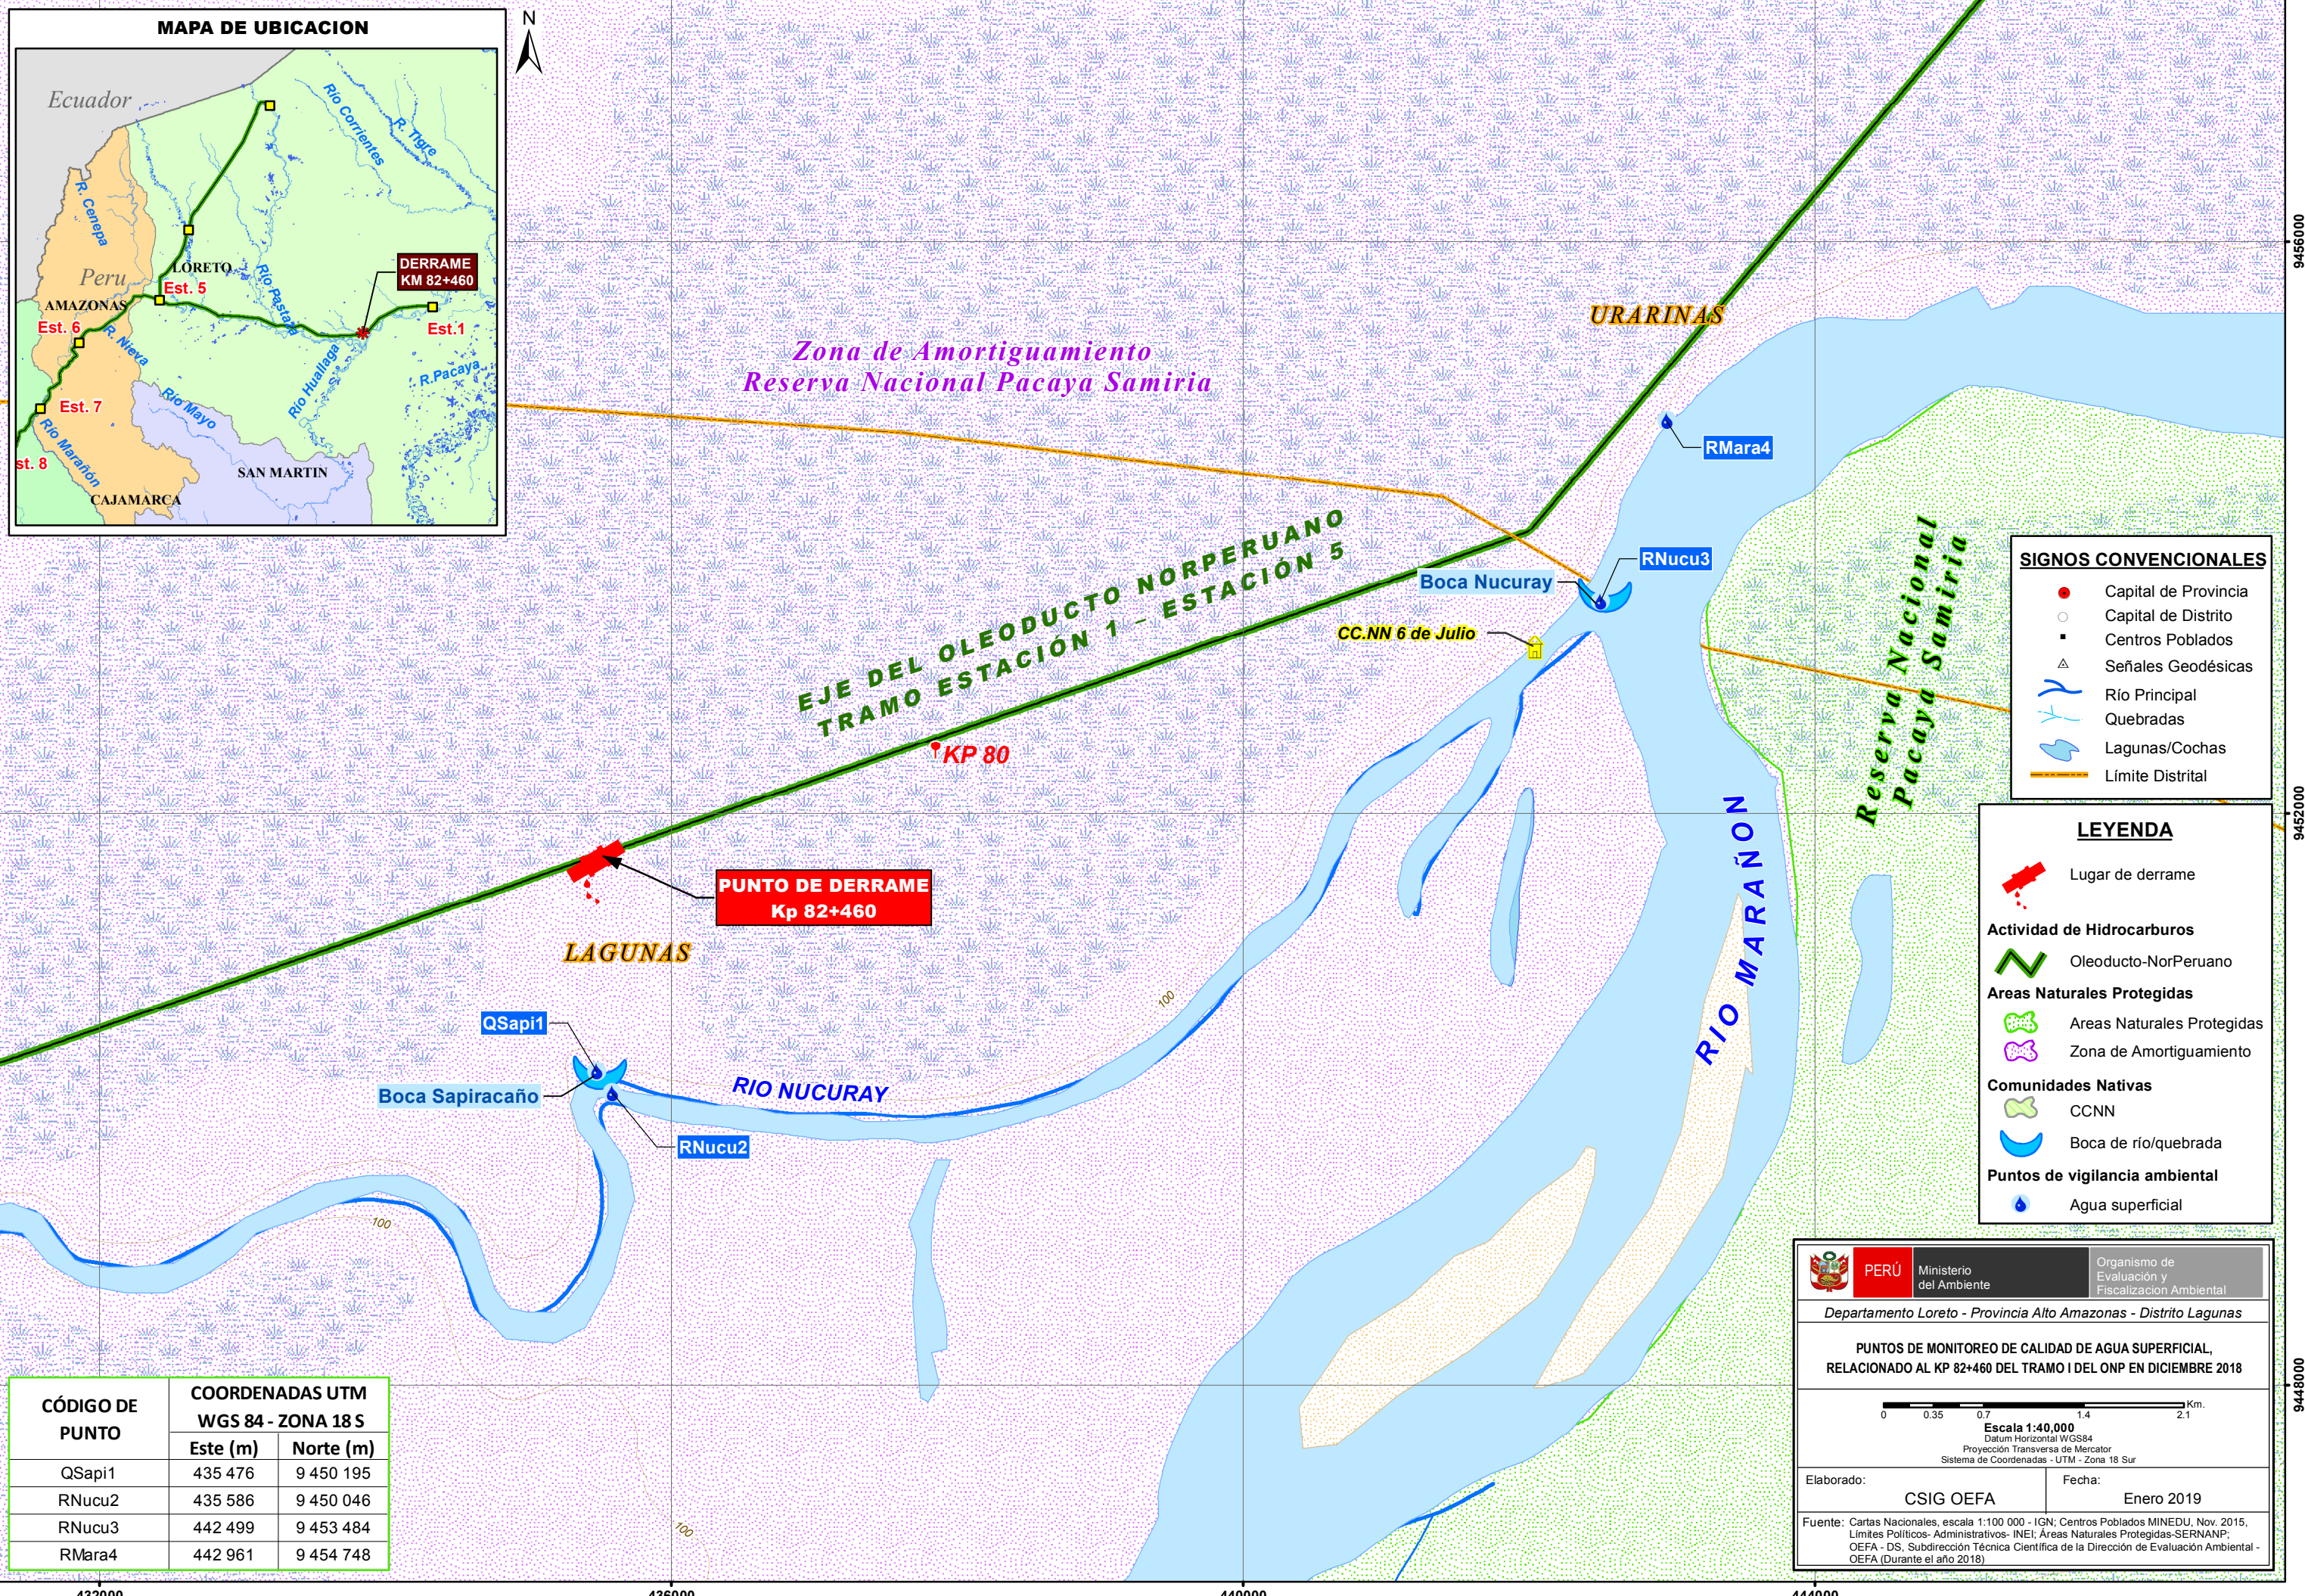 MAPA DE UBICACION
N
Ecuador
Río Corrientes
R. Tigre
R. Cenepa
DERRAME
KM 82+460
LORETO
Peru
Est. 5
Río Pastaza
AMAZONAS
Est. 6
R. Nieva
Est.1
Río Huallaga
R.Pacaya
Est. 7
Río Mayo
Río Marañón
st. 8
SAN MARTIN
CAJAMARCA
URARINAS
Zona de Amortiguamiento
Reserva Nacional Pacaya Samiria
RMara4
EJE DEL OLEODUCTO NORPERUANO
TRAMO ESTACIÓN 1 - ESTACIÓN 5
RNucu3
Boca Nucuray
CC.NN 6 de Julio
Reserva Nacional
Pacaya Samiria
KP 80
PUNTO DE DERRAME
Kp 82+460
LAGUNAS
RIO MARAÑON
100
QSapi1
Boca Sapiracaño
RIO NUCURAY
RNucu2
100
100
SIGNOS CONVENCIONALES
Capital de Provincia
Capital de Distrito
Centros Poblados
Señales Geodésicas
Río Principal
Quebradas
Lagunas/Cochas
Límite Distrital
LEYENDA
Lugar de derrame
Actividad de Hidrocarburos
Oleoducto-NorPeruano
Areas Naturales Protegidas
Areas Naturales Protegidas
Zona de Amortiguamiento
Comunidades Nativas
CCNN
Boca de río/quebrada
Puntos de vigilancia ambiental
Agua superficial
PERÚ
Ministerio
del Ambiente
Organismo de
Evaluación y
Fiscalizacion Ambiental
Departamento Loreto - Provincia Alto Amazonas - Distrito Lagunas
PUNTOS DE MONITOREO DE CALIDAD DE AGUA SUPERFICIAL,
RELACIONADO AL KP 82+460 DEL TRAMO I DEL ONP EN DICIEMBRE 2018
Km.
0 0.35 0.7 1.4 2.1
Escala 1:40,000
Datum Horizontal WGS84
Proyección Transversa de Mercator
Sistema de Coordenadas - UTM - Zona 18 Sur
Elaborado:
CSIG OEFA
Fecha:
Enero 2019
Fuente: Cartas Nacionales, escala 1:100 000 - IGN; Centros Poblados MINEDU, Nov. 2015,
Límites Políticos- Administrativos- INEI; Áreas Naturales Protegidas-SERNANP;
OEFA - DS, Subdirección Técnica Científica de la Dirección de Evaluación Ambiental -
OEFA (Durante el año 2018)
CÓDIGO DE PUNTO
COORDENADAS UTM
WGS 84 - ZONA 18 S
Este (m) Norte (m)
QSapi1 435 476 9 450 195
RNucu2 435 586 9 450 046
RNucu3 442 499 9 453 484
RMara4 442 961 9 454 748
9456000
9452000
9448000
432000 436000 440000 444000